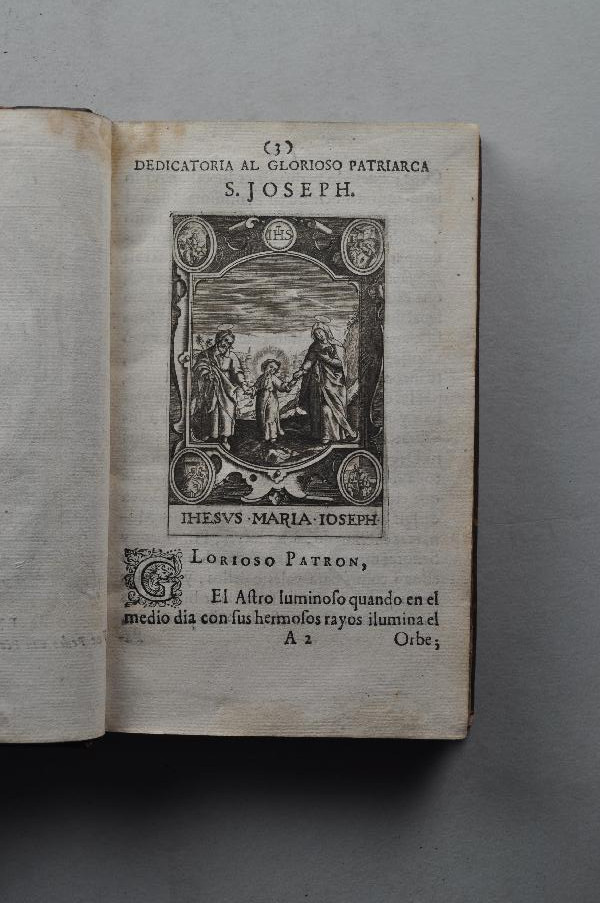 (3)
DEDICATORIA AL GLORIOSO PATRIARCA
S. JOSEPH.
IHS
IHESVS · MARIA · IOSEPH
GLORIOSO PATRON,
El Aſtro luminoſo quando en el
medio dia con ſus hermoſos rayos ilumina el
A 2 Orbe;